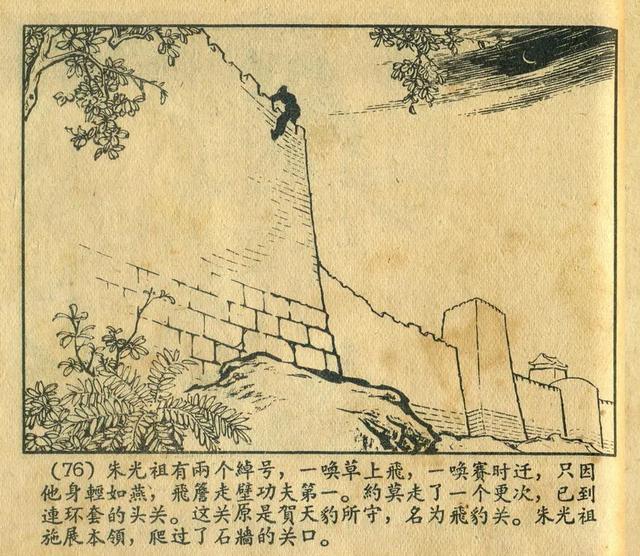 (76) 朱光祖有兩个綽号，一唤草上飛，一唤赛时迁，只因
他身輕如燕，飛簷走壁功夫第一。約莫走了一个更次，已到
連环套的头关。这关原是賀天豹所守，名为飛豹关。朱光祖
施展本領，爬过了石牆的关口。